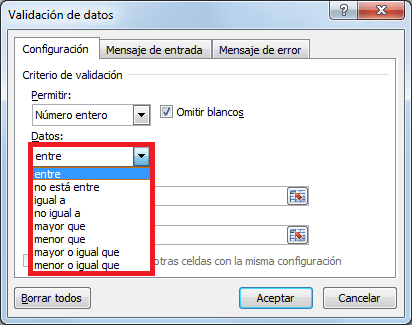 Validación de datos
Configuración Mensaje de entrada Mensaje de error
Criterio de validación
Permitir:
Número entero Omitir blancos
Datos:
entre
entre
no está entre
igual a
no igual a
mayor que
menor que
mayor o igual que
menor o igual que
otras celdas con la misma configuración
Borrar todos Aceptar Cancelar